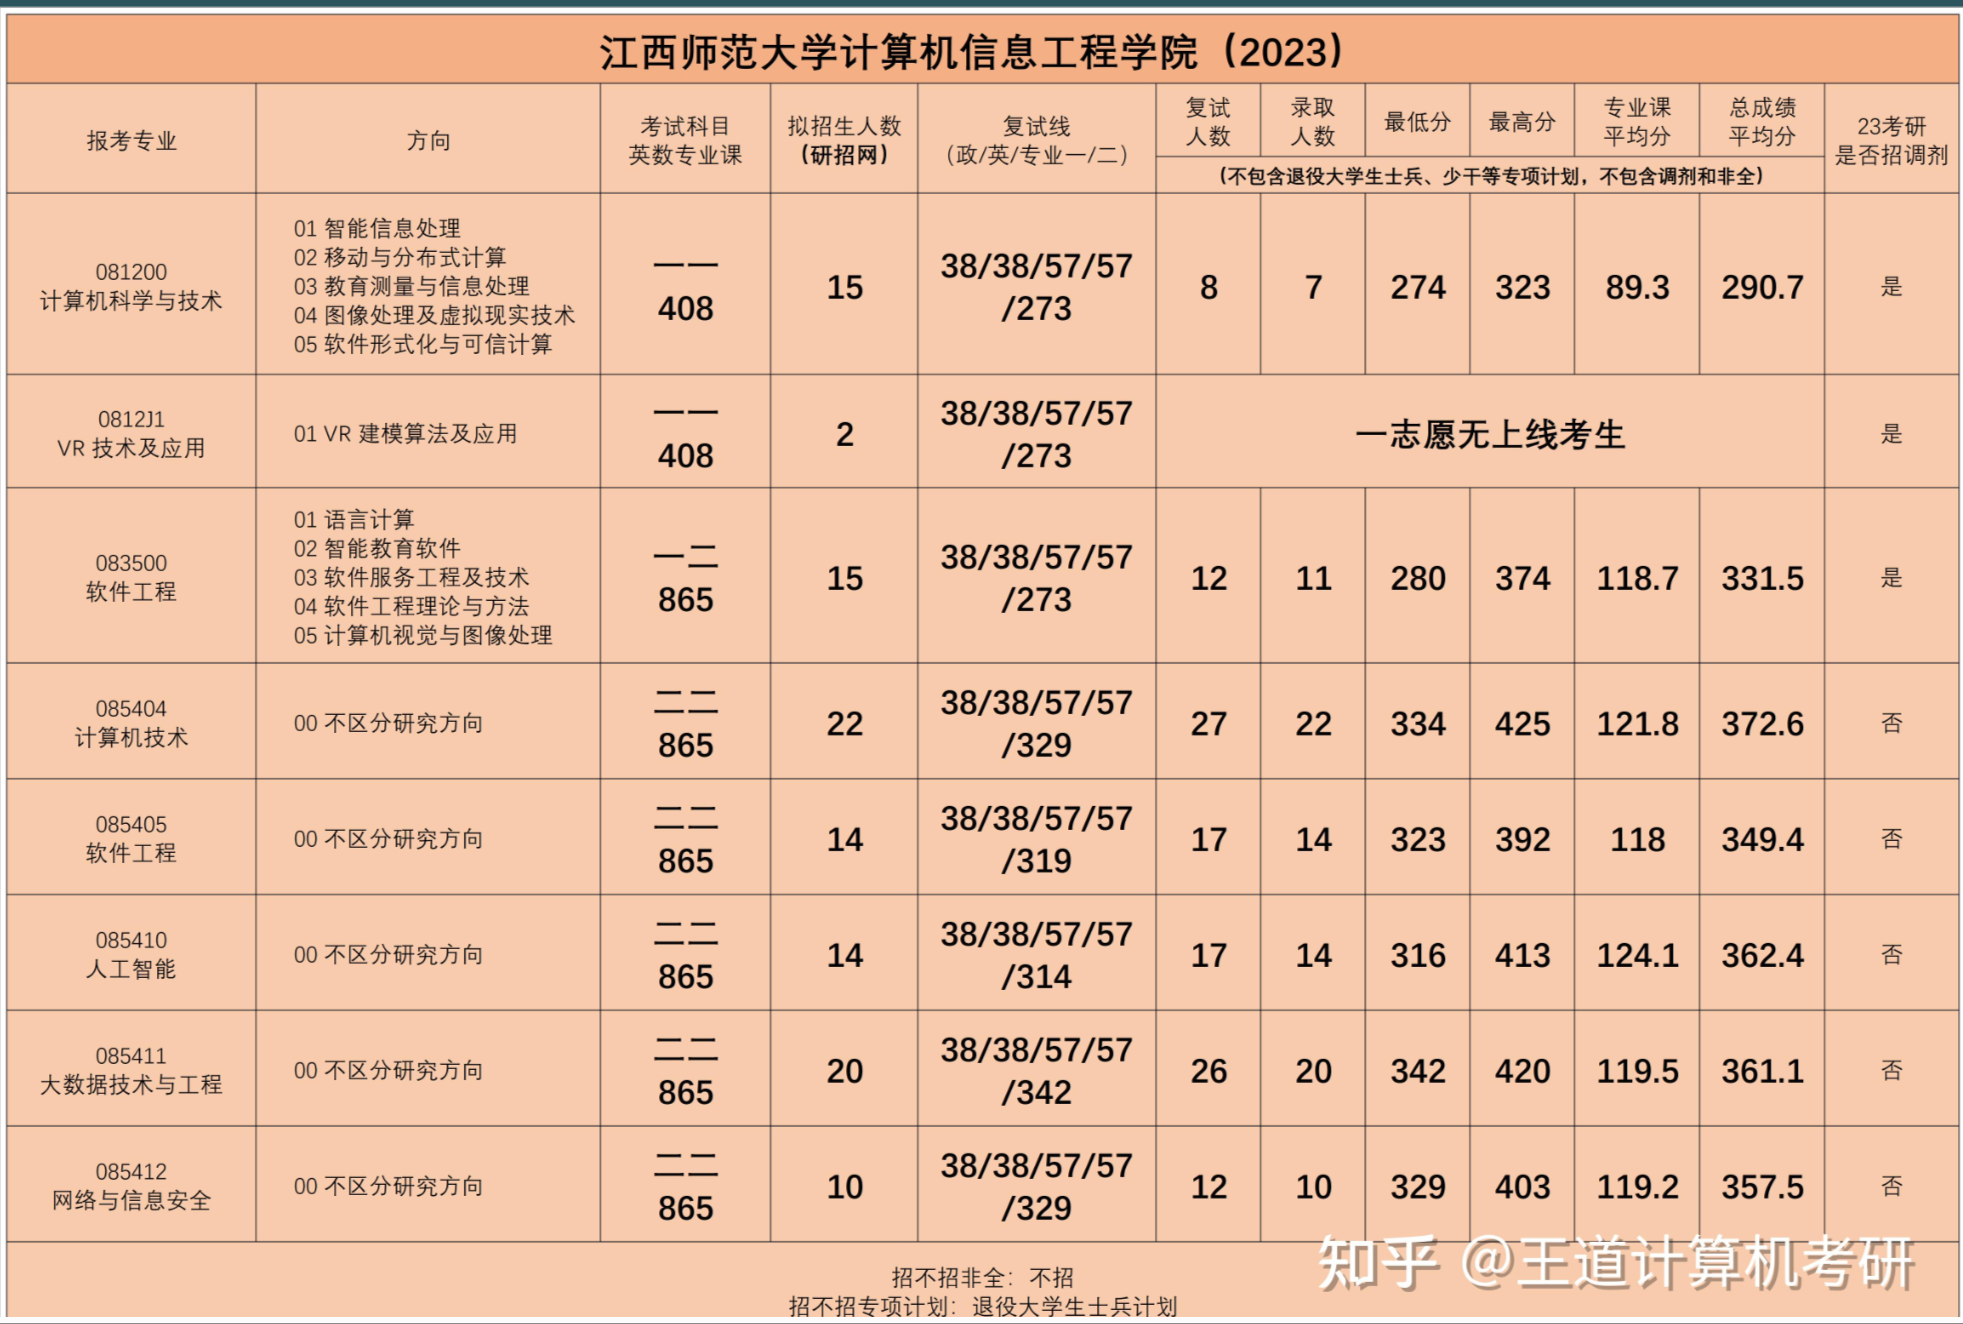 江西师范大学计算机信息工程学院（2023）
报考专业
方向
考试科目
英数专业课
拟招生人数
（研招网）
复试线
（政/英/专业一/二）
复试
人数
录取
人数
最低分
最高分
专业课
平均分
总成绩
平均分
（不包含退役大学生士兵、少干等专项计划，不包含调剂和非全）
23考研
是否招调剂
081200
计算机科学与技术
01 智能信息处理
02 移动与分布式计算
03 教育测量与信息处理
04 图像处理及虚拟现实技术
05 软件形式化与可信计算
一一
408
15
38/38/57/57
/273
8
7
274
323
89.3
290.7
是
0812J1
VR 技术及应用
01 VR 建模算法及应用
一一
408
2
38/38/57/57
/273
一志愿无上线考生
是
083500
软件工程
01 语言计算
02 智能教育软件
03 软件服务工程及技术
04 软件工程理论与方法
05 计算机视觉与图像处理
一二
865
15
38/38/57/57
/273
12
11
280
374
118.7
331.5
是
085404
计算机技术
00 不区分研究方向
二二
865
22
38/38/57/57
/329
27
22
334
425
121.8
372.6
否
085405
软件工程
00 不区分研究方向
二二
865
14
38/38/57/57
/319
17
14
323
392
118
349.4
否
085410
人工智能
00 不区分研究方向
二二
865
14
38/38/57/57
/314
17
14
316
413
124.1
362.4
否
085411
大数据技术与工程
00 不区分研究方向
二二
865
20
38/38/57/57
/342
26
20
342
420
119.5
361.1
否
085412
网络与信息安全
00 不区分研究方向
二二
865
10
38/38/57/57
/329
12
10
329
403
119.2
357.5
否
招不招非全：不招
招不招专项计划：退役大学生士兵计划
知乎 @王道计算机考研